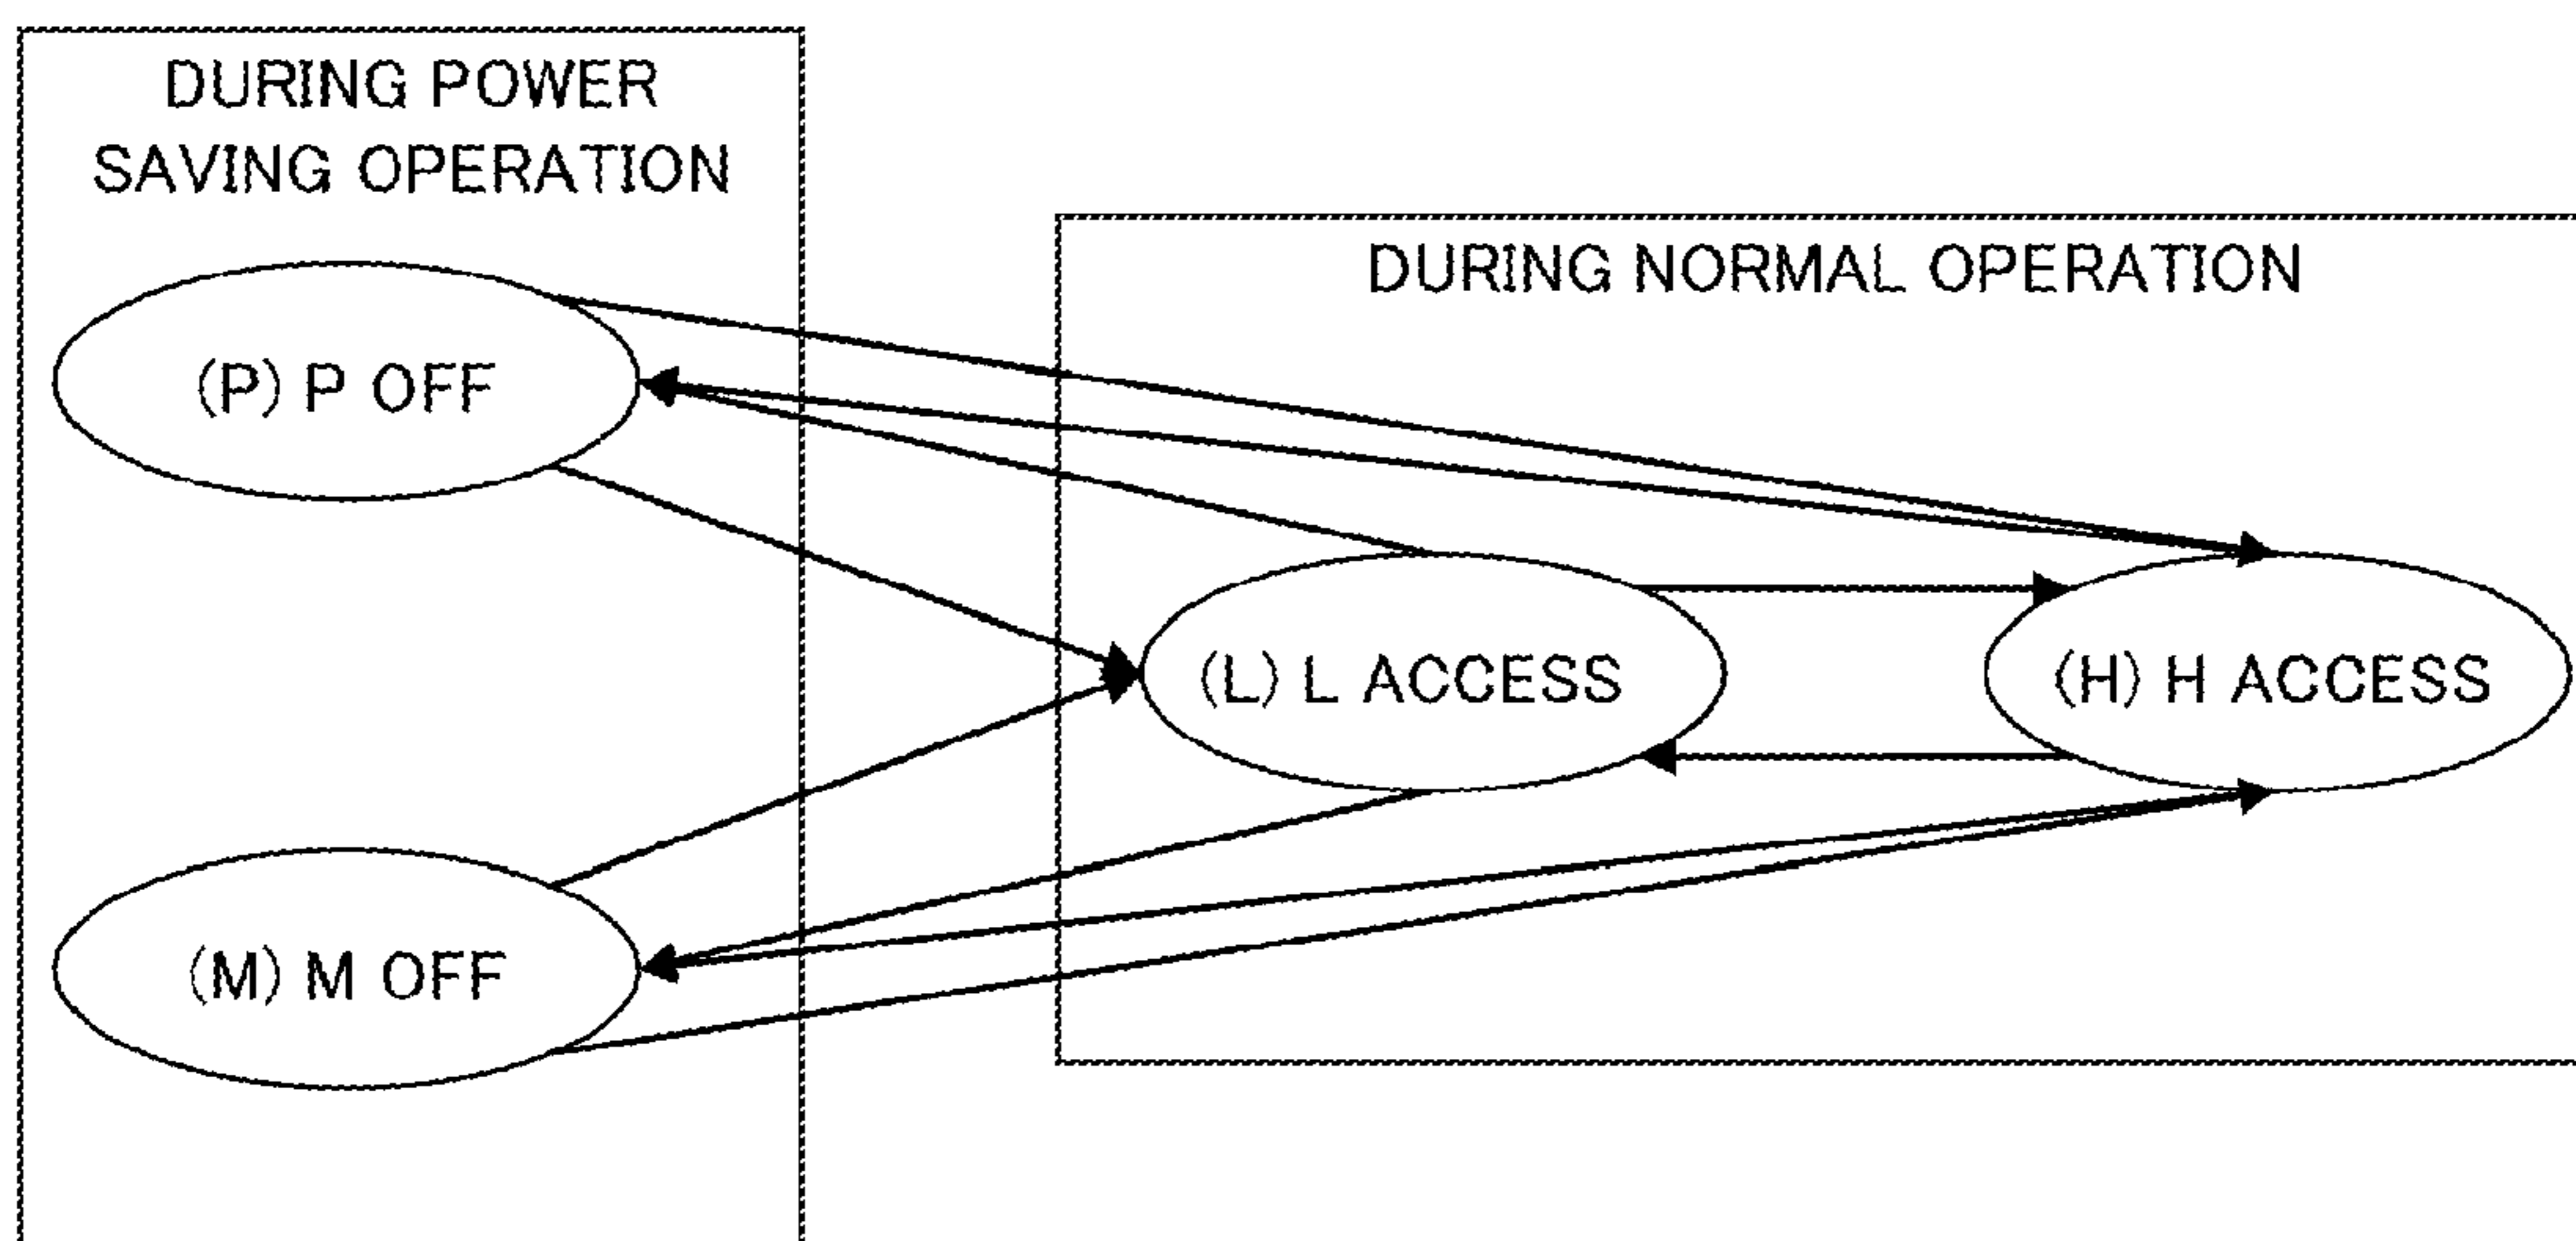 DURING POWER
SAVING OPERATION
DURING NORMAL OPERATION
(P) P OFF
(L) L ACCESS
(H) H ACCESS
(M) M OFF